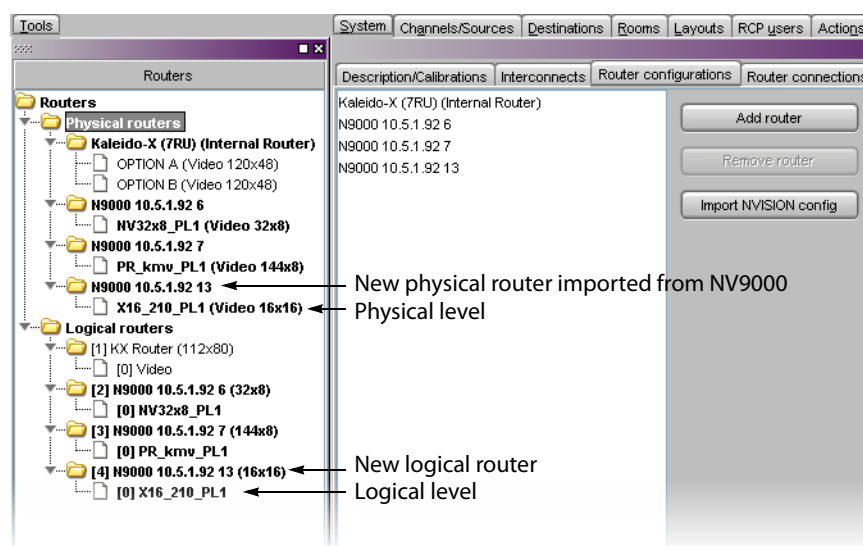 Tools
System Channels/Sources Destinations Rooms Layouts RCP users Actions
Routers
Description/Calibrations Interconnects Router configurations Router connections
Routers
Physical routers
Kaleido-X (7RU) (Internal Router)
OPTION A (Video 120x48)
OPTION B (Video 120x48)
N9000 10.5.1.92 6
NV32x8_PL1 (Video 32x8)
N9000 10.5.1.92 7
PR_kmv_PL1 (Video 144x8)
N9000 10.5.1.92 13
X16_210_PL1 (Video 16x16)
Logical routers
[1] KX Router (112x80)
[0] Video
[2] N9000 10.5.1.92 6 (32x8)
[0] NV32x8_PL1
[3] N9000 10.5.1.92 7 (144x8)
[0] PR_kmv_PL1
[4] N9000 10.5.1.92 13 (16x16)
[0] X16_210_PL1
Kaleido-X (7RU) (Internal Router)
N9000 10.5.1.92 6
N9000 10.5.1.92 7
N9000 10.5.1.92 13
Add router
Remove router
Import NVISION config
New physical router imported from NV9000
Physical level
New logical router
Logical level